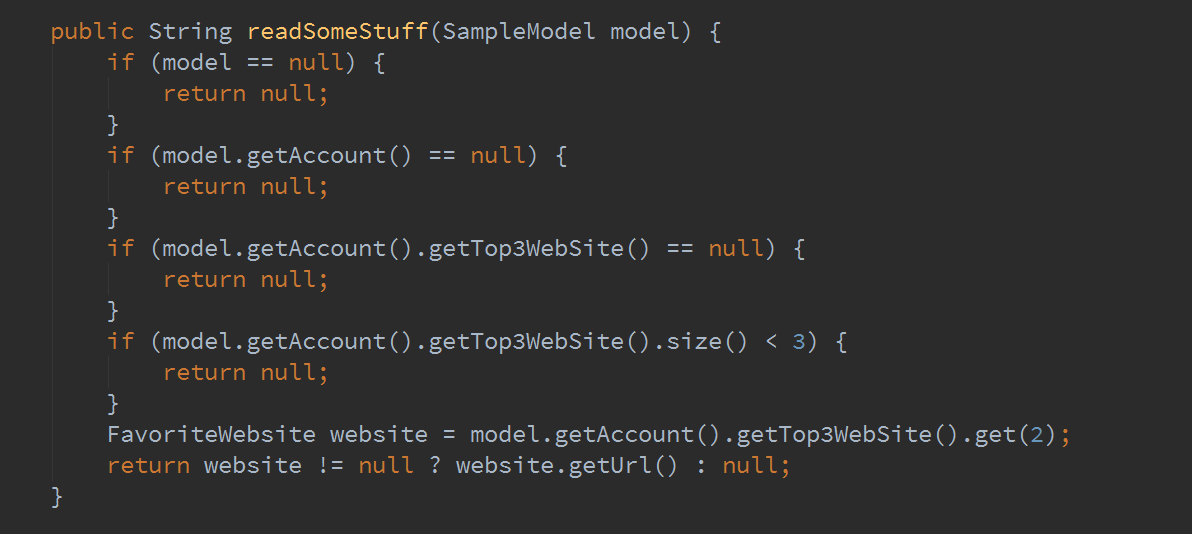 public String readSomeStuff(SampleModel model) {
if (model == null) {
return null;
}
if (model.getAccount() == null) {
return null;
}
if (model.getAccount().getTop3WebSite() == null) {
return null;
}
if (model.getAccount().getTop3WebSite().size() < 3) {
return null;
}
FavoriteWebsite website = model.getAccount().getTop3WebSite().get(2);
return website != null ? website.getUrl() : null;
}